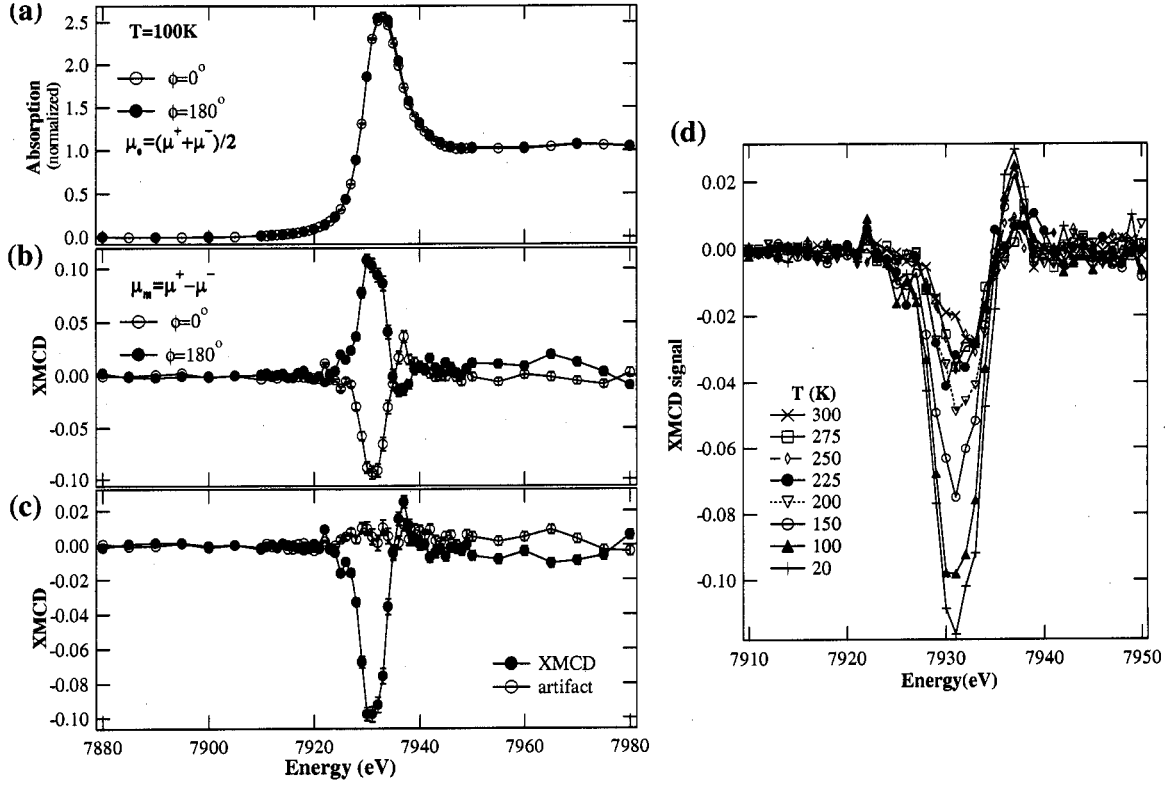 (a)
2.5
2.0
1.5
1.0
0.5
0.0
Absorption
(normalized)
T=100K
ϕ=0°
ϕ=180°
μ₀=(μ⁺+μ⁻)/2
(b)
0.10
0.05
0.00
-0.05
-0.10
XMCD
μₘ=μ⁺−μ⁻
ϕ=0°
ϕ=180°
(c)
0.02
0.00
-0.02
-0.04
-0.06
-0.08
-0.10
XMCD
XMCD
artifact
7880
7900
7920
7940
7960
7980
Energy (eV)
(d)
0.02
0.00
-0.02
-0.04
-0.06
-0.08
-0.10
XMCD signal
T (K)
300
275
250
225
200
150
100
20
7910
7920
7930
7940
7950
Energy(eV)